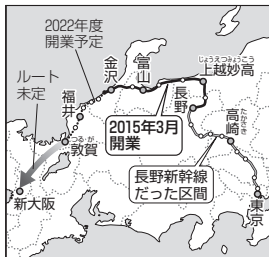 2022年度
開業予定
ルート
未定
金沢
富山
じょうえつみょうこう
上越妙高
福井
長野
つるが
敦賀
2015年3月
開業
たかさき
高崎
長野新幹線
だった区間
新大阪
東京